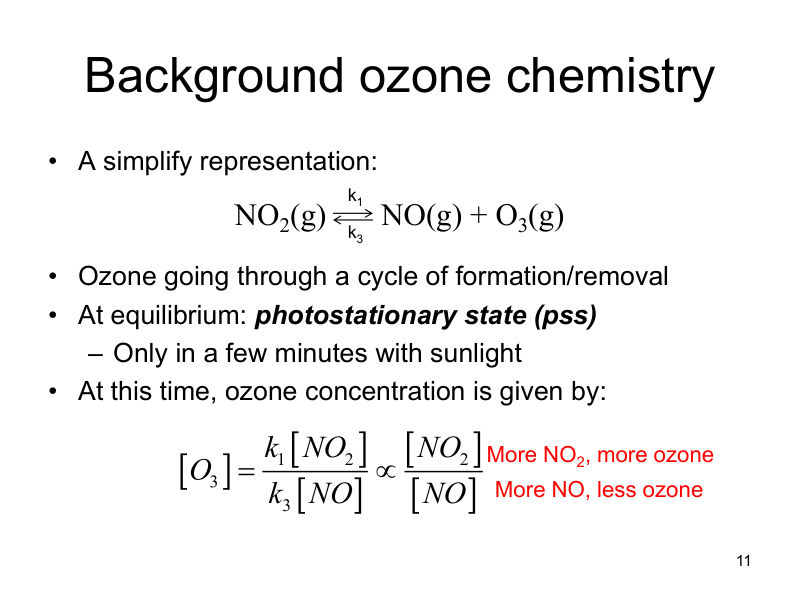 Background ozone chemistry
• A simplify representation:
k₁
NO₂(g) ⇌ NO(g) + O₃(g)
k₃
• Ozone going through a cycle of formation/removal
• At equilibrium: photostationary state (pss)
– Only in a few minutes with sunlight
• At this time, ozone concentration is given by:
[O₃] = k₁[NO₂] / k₃[NO] ∝ [NO₂] / [NO]
More NO₂, more ozone
More NO, less ozone
11